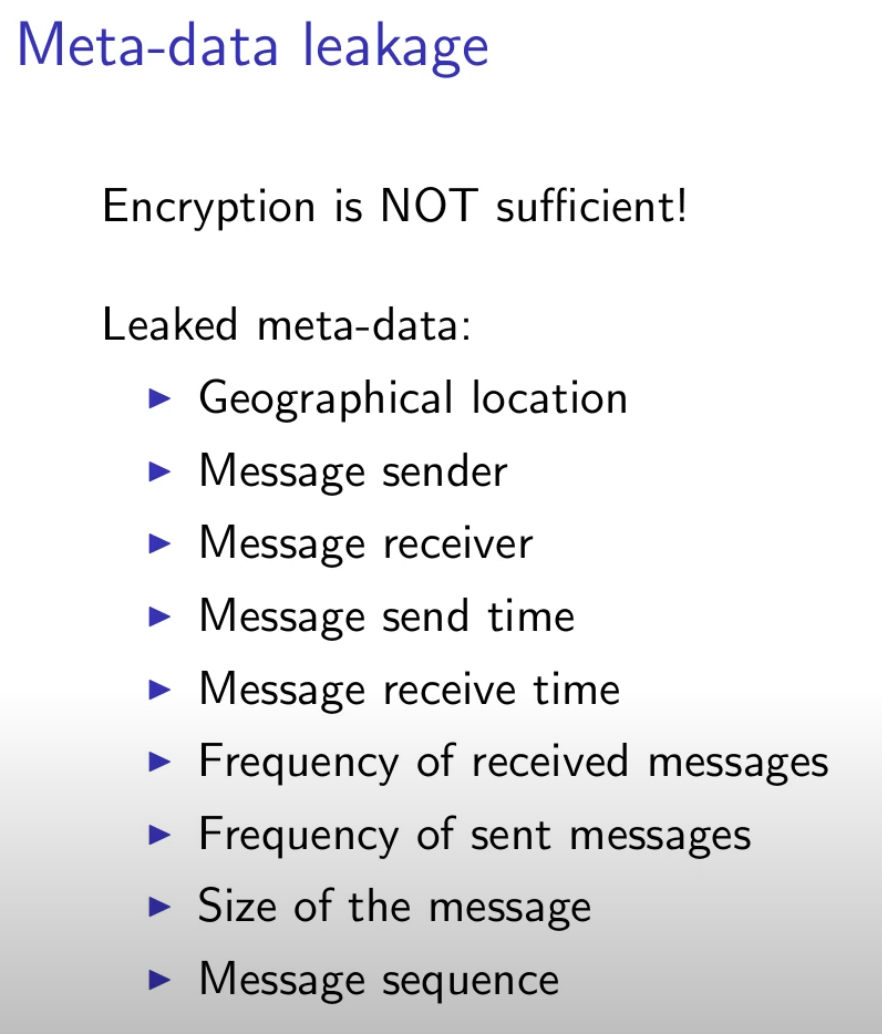 Meta-data leakage
Encryption is NOT sufficient!
Leaked meta-data:
Geographical location
Message sender
Message receiver
Message send time
Message receive time
Frequency of received messages
Frequency of sent messages
Size of the message
Message sequence